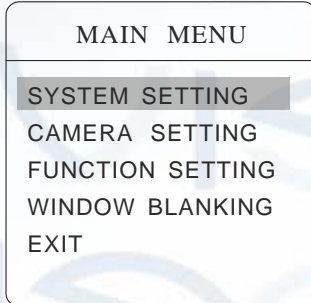 MAIN MENU
SYSTEM SETTING
CAMERA SETTING
FUNCTION SETTING
WINDOW BLANKING
EXIT